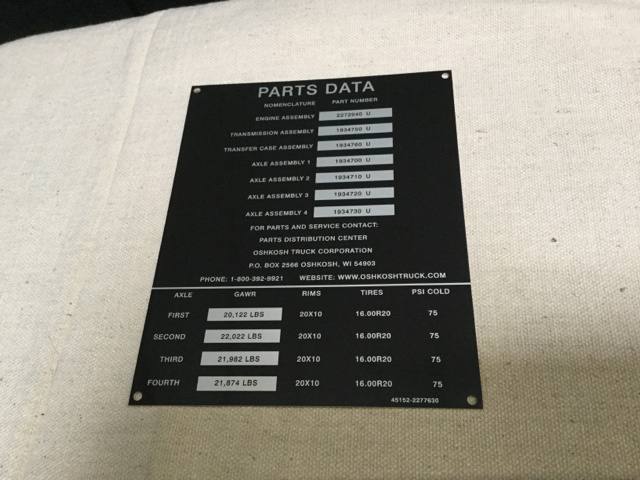 PARTS DATA
NOMENCLATURE PART NUMBER
ENGINE ASSEMBLY 2272940 U
TRANSMISSION ASSEMBLY 1934750 U
TRANSFER CASE ASSEMBLY 1934760 U
AXLE ASSEMBLY 1 1934700 U
AXLE ASSEMBLY 2 1934710 U
AXLE ASSEMBLY 3 1934720 U
AXLE ASSEMBLY 4 1934730 U
FOR PARTS AND SERVICE CONTACT:
PARTS DISTRIBUTION CENTER
OSHKOSH TRUCK CORPORATION
P.O. BOX 2566 OSHKOSH, WI 54903
PHONE: 1-800-392-9921 WEBSITE: WWW.OSHKOSHTRUCK.COM
AXLE GAWR RIMS TIRES PSI COLD
FIRST 20,122 LBS 20X10 16.00R20 75
SECOND 22,022 LBS 20X10 16.00R20 75
THIRD 21,982 LBS 20X10 16.00R20 75
FOURTH 21,874 LBS 20X10 16.00R20 75
45152-2277630